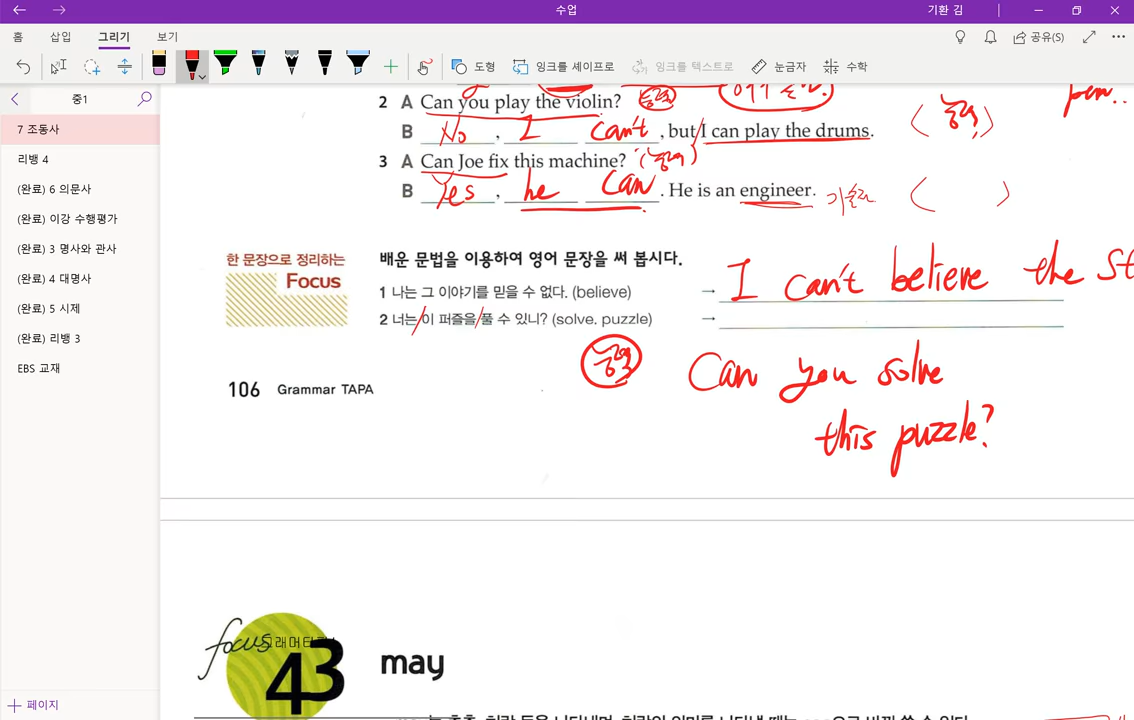 수업
기환 김
홈 삽입 그리기 보기
공유(S)
도형 잉크를 셰이프로 잉크를 텍스트로 눈금자 수학
중1
7 조동사
리뱅 4
(완료) 6 의문사
(완료) 이강 수행평가
(완료) 3 명사와 관사
(완료) 4 대명사
(완료) 5 시제
(완료) 리뱅 3
EBS 교재
페이지
2 A Can you play the violin? 능력
B No, I can't, but I can play the drums. 능력
3 A Can Joe fix this machine? (능력)
B Yes, he can. He is an engineer. 기술자 ( )
한 문장으로 정리하는
Focus
배운 문법을 이용하여 영어 문장을 써 봅시다.
1 나는 그 이야기를 믿을 수 없다. (believe) → I can't believe the
2 너는 이 퍼즐을 풀 수 있니? (solve, puzzle) →
능력 Can you solve
this puzzle?
106 Grammar TAPA
focus
43 may